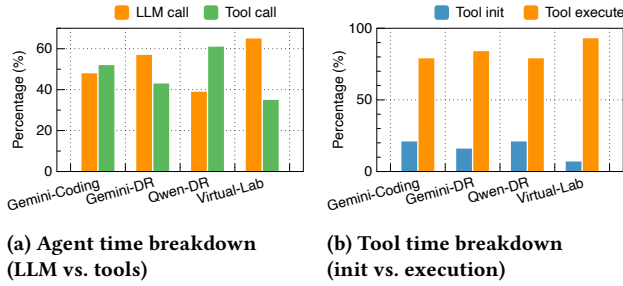 LLM call
Tool call
Percentage (%)
60
40
20
0
Gemini-Coding
Gemini-DR
Qwen-DR
Virtual-Lab
(a) Agent time breakdown
(LLM vs. tools)
Tool init
Tool execute
Percentage (%)
100
50
0
Gemini-Coding
Gemini-DR
Qwen-DR
Virtual-Lab
(b) Tool time breakdown
(init vs. execution)